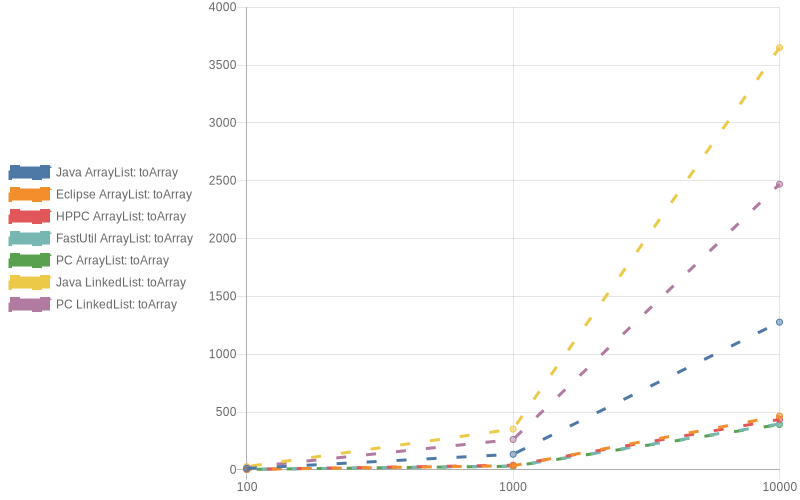 4000
3500
3000
2500
2000
1500
1000
500
0
100
1000
10000
Java ArrayList: toArray
Eclipse ArrayList: toArray
HPPC ArrayList: toArray
FastUtil ArrayList: toArray
PC ArrayList: toArray
Java LinkedList: toArray
PC LinkedList: toArray